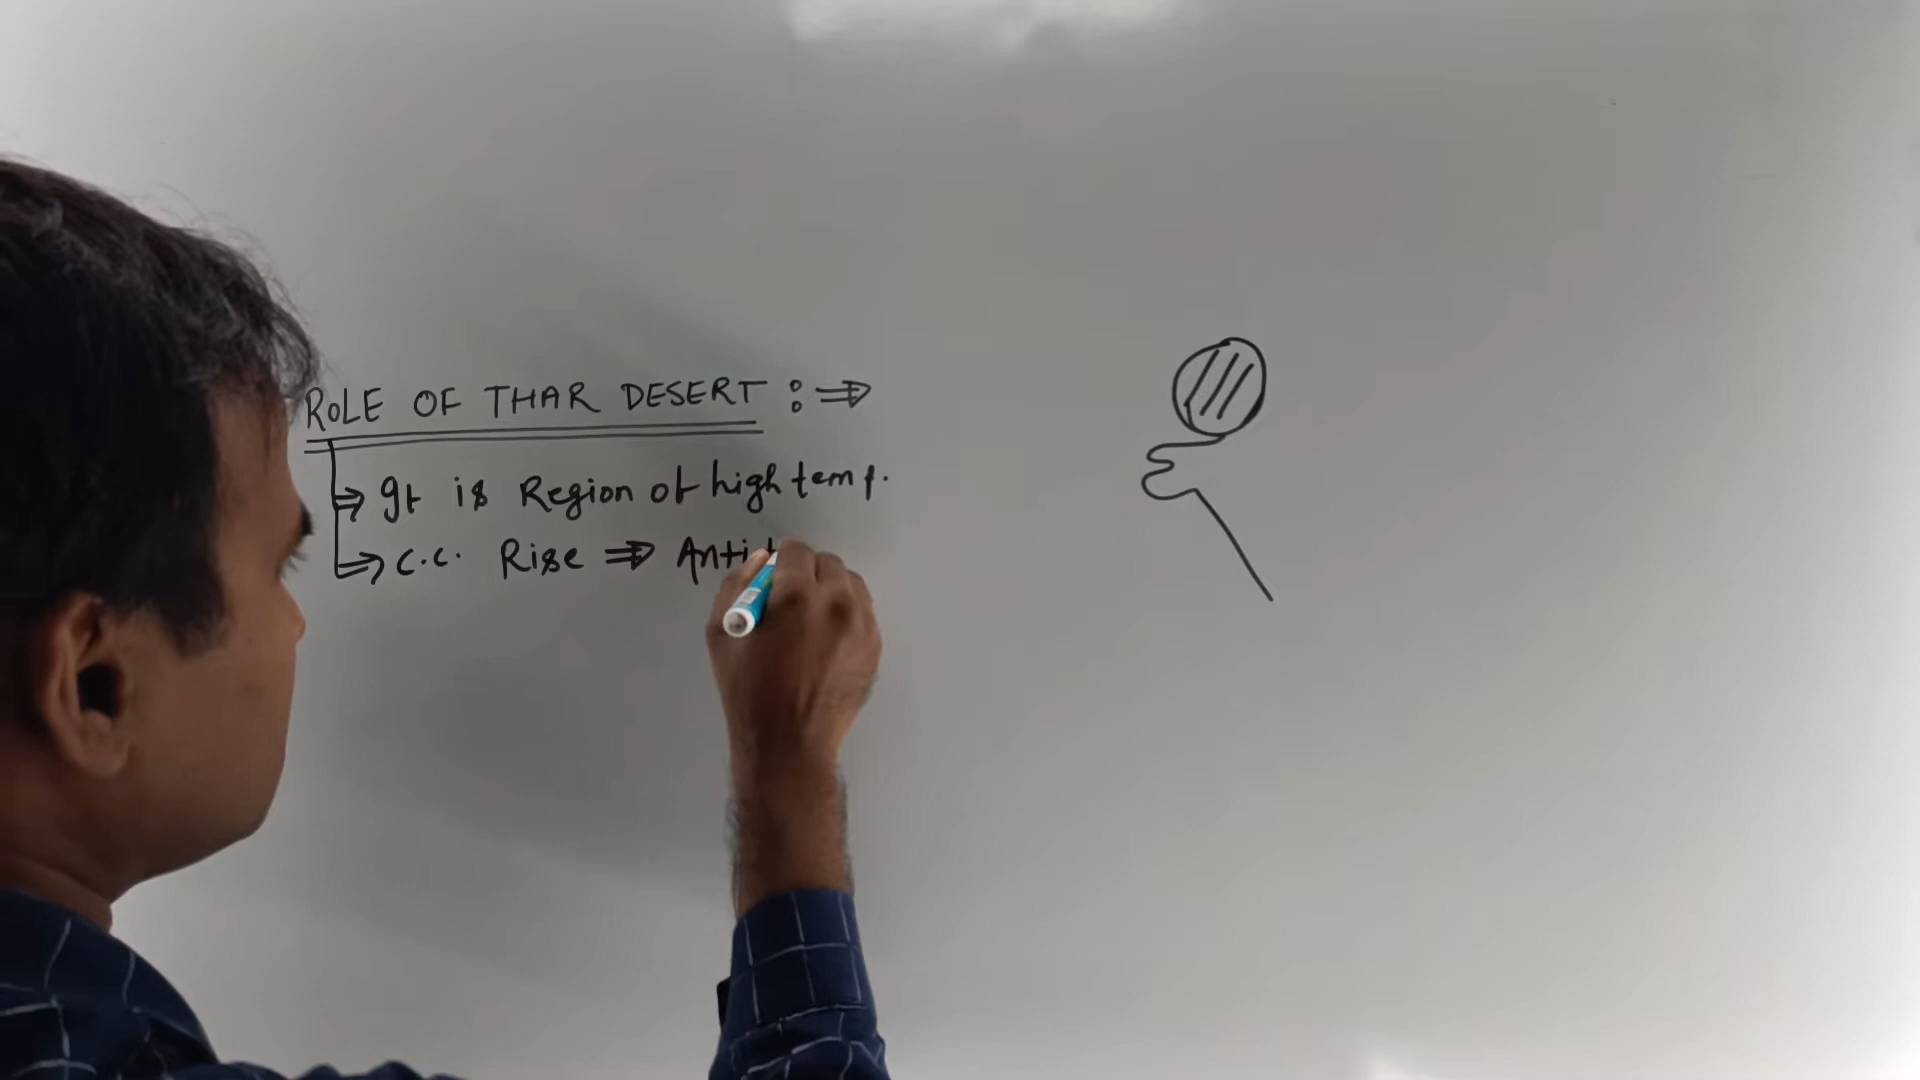 ROLE OF THAR DESERT : ⇒
⇒ It is Region of high temp.
⇒ C.C. Rise ⇒ Anti